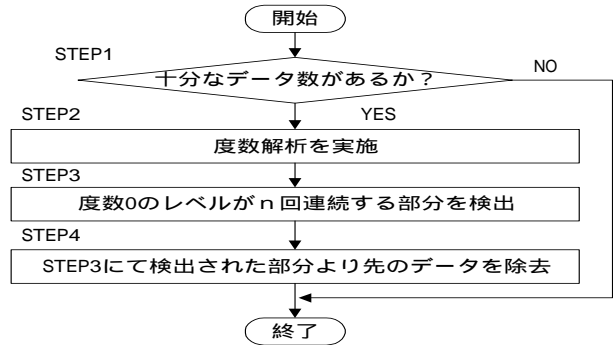 開始
STEP1
十分なデータ数があるか？
NO
STEP2
YES
度数解析を実施
STEP3
度数0のレベルがｎ回連続する部分を検出
STEP4
STEP3にて検出された部分より先のデータを除去
終了